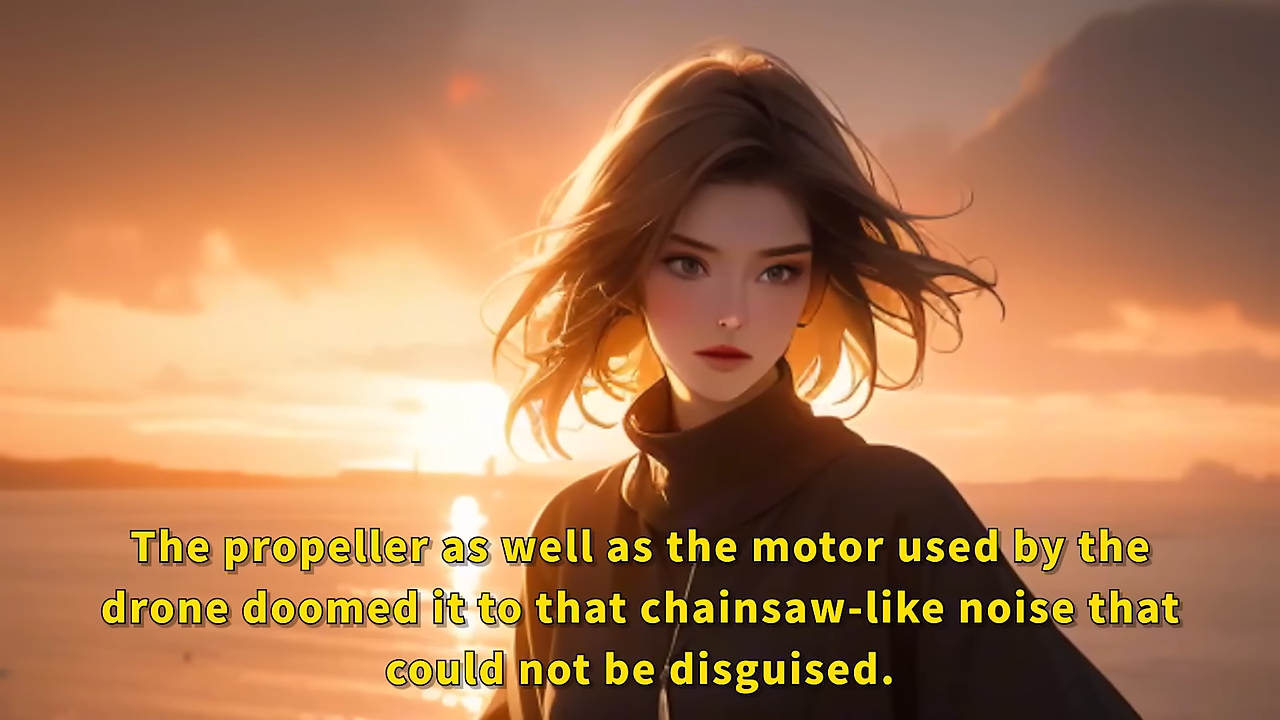 The propeller as well as the motor used by the
drone doomed it to that chainsaw-like noise that
could not be disguised.